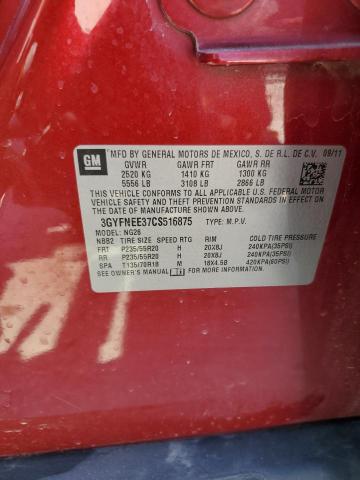 GM
MFD BY GENERAL MOTORS DE MEXICO, S. DE R.L. DE C.V. 09/11
GVWR GAWR FRT GAWR RR
2520 KG 1410 KG 1300 KG
5556 LB 3108 LB 2866 LB
THIS VEHICLE CONFORMS TO ALL APPLICABLE U.S. FEDERAL MOTOR
VEHICLE SAFETY AND THEFT PREVENTION STANDARDS IN EFFECT ON
THE DATE OF MANUFACTURE SHOWN ABOVE.
3GYFNEE37CS516875 TYPE: M.P.V.
MODEL: NG26
NBB2 TIRE SIZE SPEED RTG RIM COLD TIRE PRESSURE
FRT P235/55R20 H 20X8J 240KPA(35PSI)
RR P235/55R20 H 20X8J 240KPA(35PSI)
SPA T135/70R18 M 18X4.5B 420KPA(60PSI)
SEE OWNER'S MANUAL FOR ADDITIONAL INFORMATION